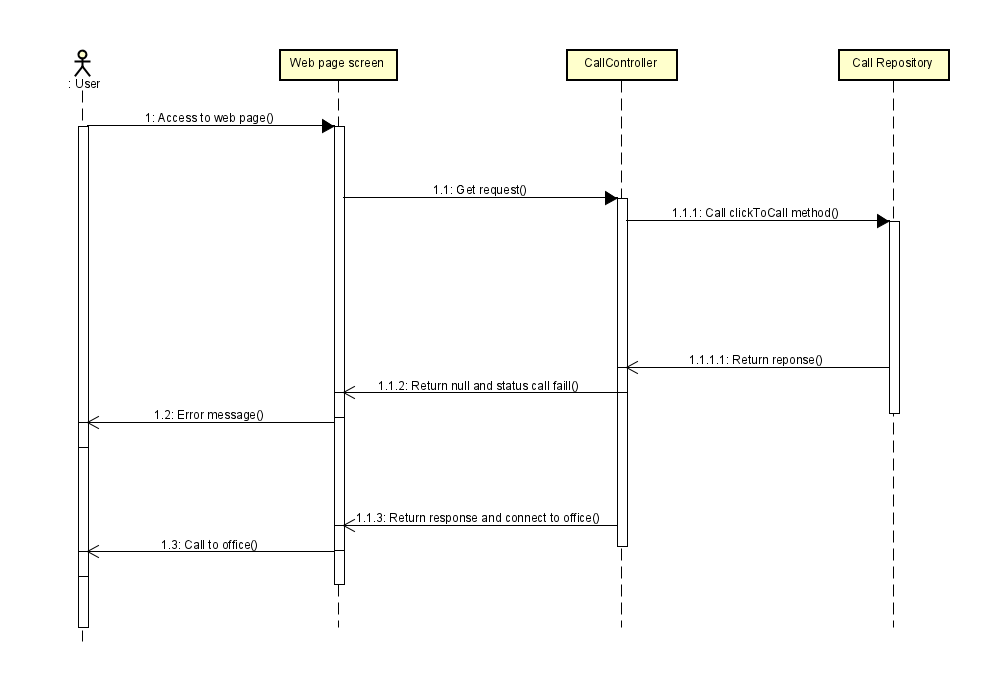 : User
Web page screen
CallController
Call Repository
1: Access to web page()
1.1: Get request()
1.1.1: Call clickToCall method()
1.1.1.1: Return reponse()
1.1.2: Return null and status call faill()
1.2: Error message()
1.1.3: Return response and connect to office()
1.3: Call to office()